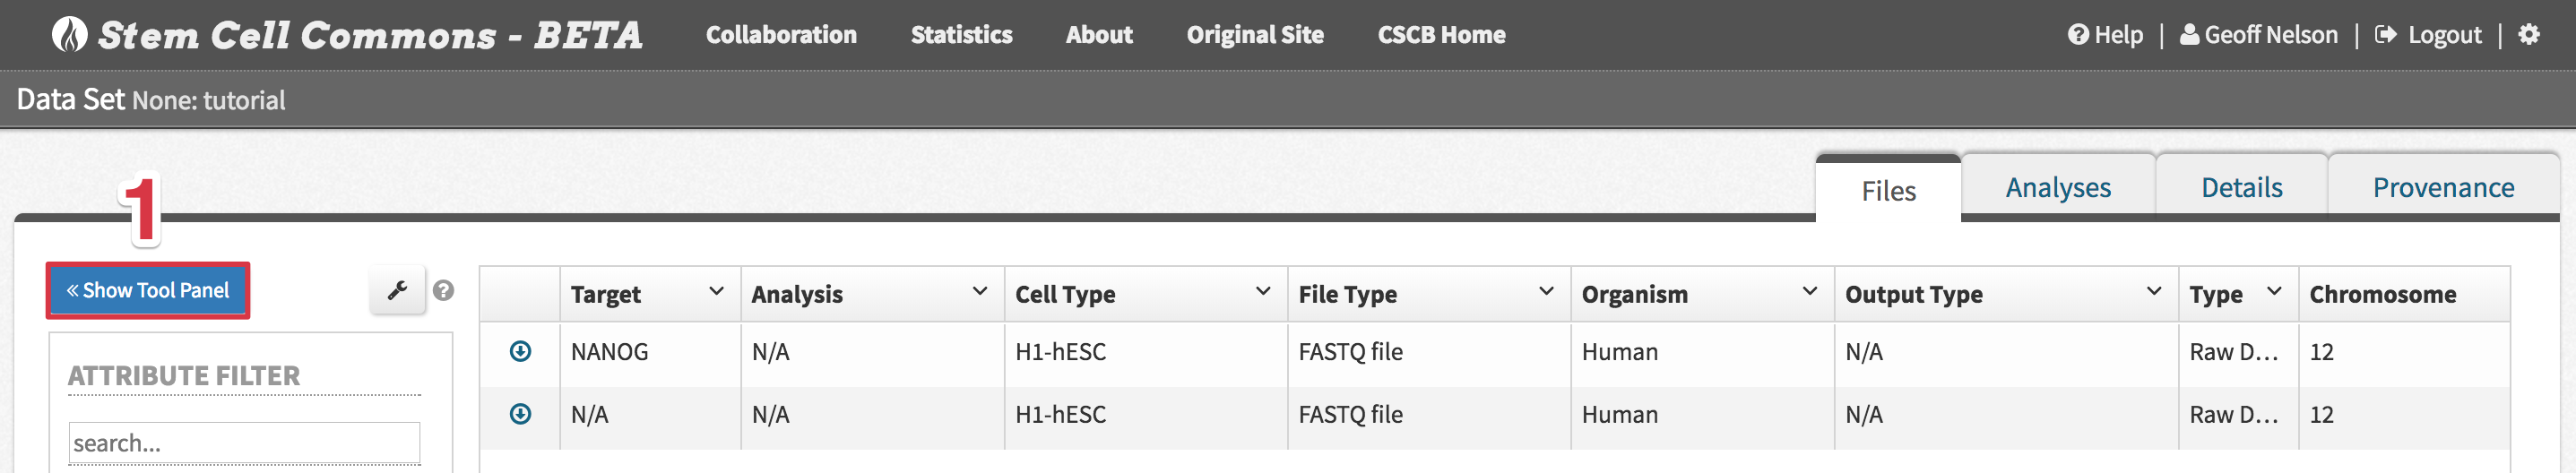 Stem Cell Commons - BETA Collaboration Statistics About Original Site CSCB Home Help | Geoff Nelson | Logout |
Data Set None: tutorial
1
Files Analyses Details Provenance
« Show Tool Panel
Target Analysis Cell Type File Type Organism Output Type Type Chromosome
NANOG N/A H1-hESC FASTQ file Human N/A Raw D... 12
N/A N/A H1-hESC FASTQ file Human N/A Raw D... 12
ATTRIBUTE FILTER
search...